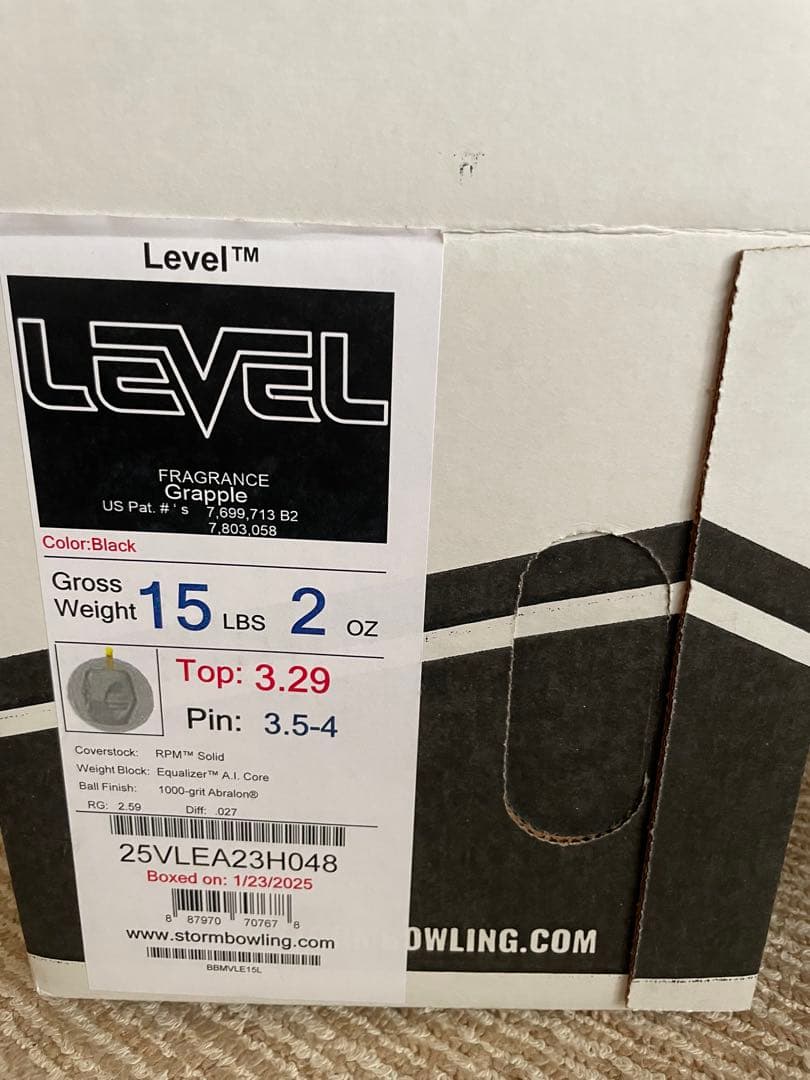 Level™
LEVEL
FRAGRANCE
Grapple
US Pat. # ' s 7,699,713 B2
7,803,058
Color:Black
Gross Weight 15 LBS 2 OZ
Top: 3.29
Pin: 3.5-4
Coverstock: RPM™ Solid
Weight Block: Equalizer™ A.I. Core
Ball Finish: 1000-grit Abralon®
RG: 2.59 Diff: .027
25VLEA23H048
Boxed on: 1/23/2025
8 87970 70767 8
www.stormbowling.com
BBMVLE15L
OWLING.COM